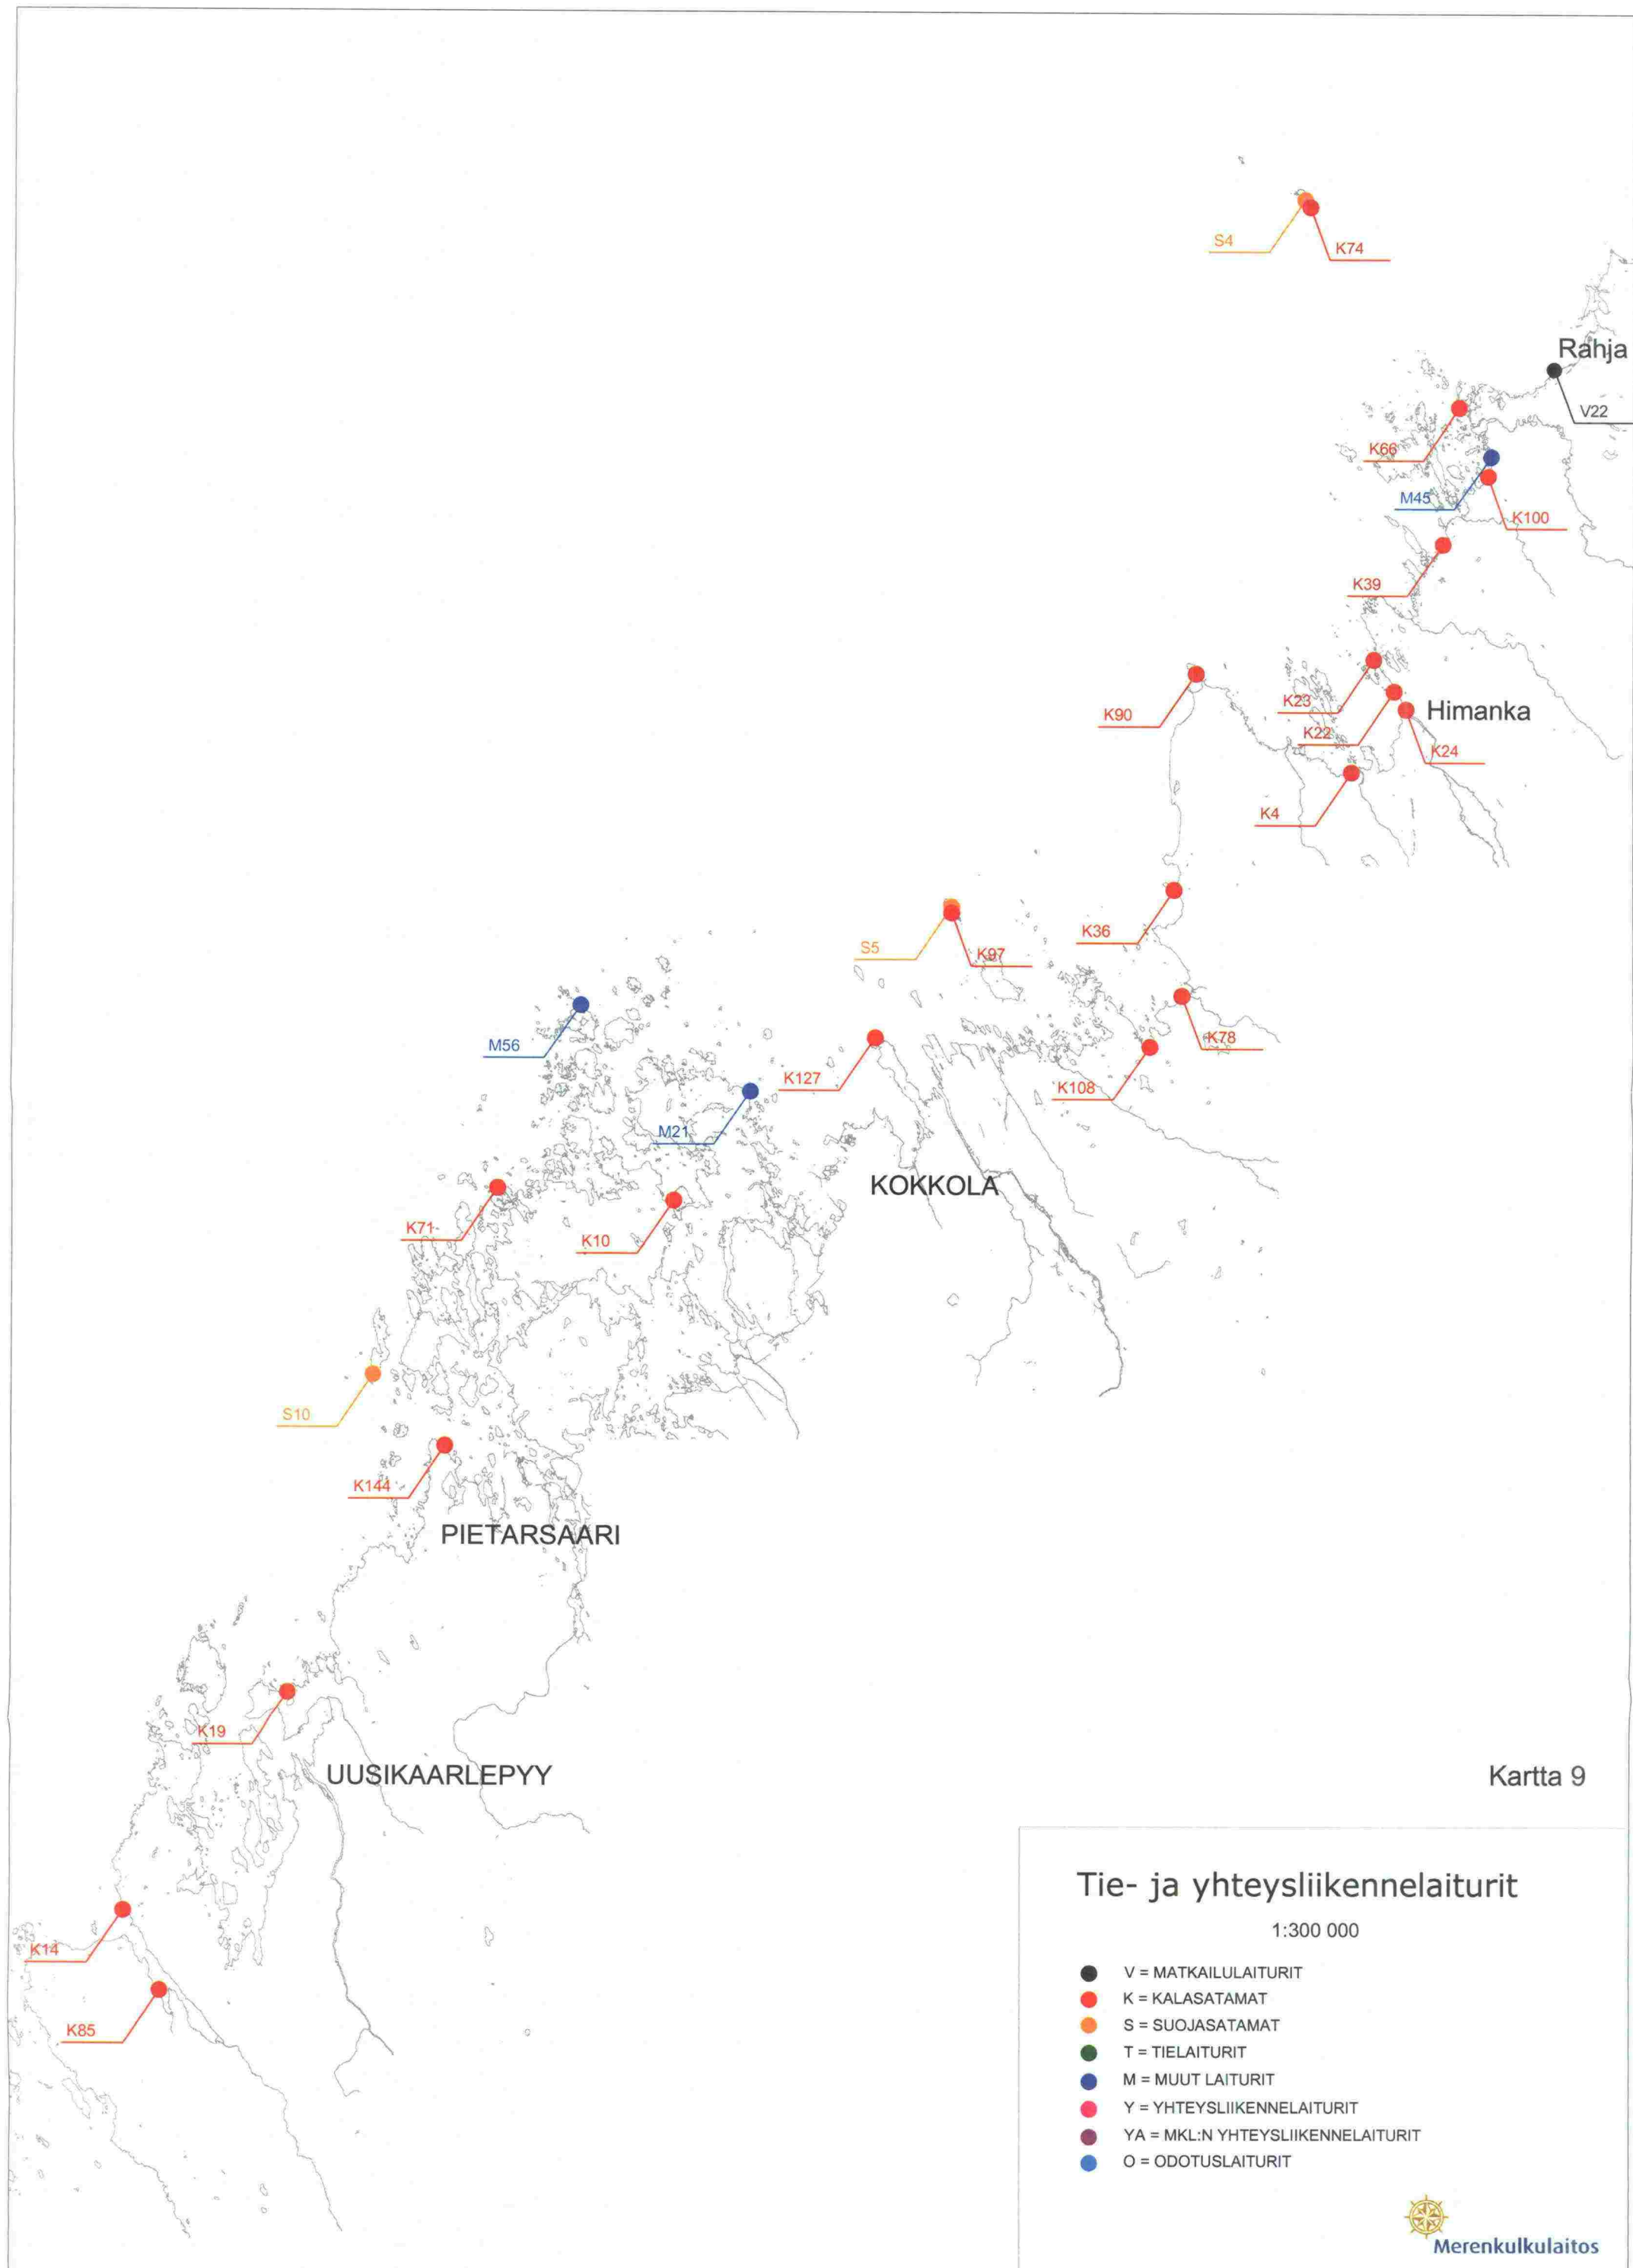 S4
K74
Rahja
V22
K66
M45
K100
K39
K23
Himanka
K90
K22
K24
K4
K36
S5
K97
M56
K78
K127
K108
M21
KOKKOLA
K71
K10
S10
K144
PIETARSAARI
K19
UUSIKAARLEPYY
Kartta 9
K14
K85
Tie- ja yhteysliikennelaiturit
1:300 000
V = MATKAILULAITURIT
K = KALASATAMAT
S = SUOJASATAMAT
T = TIELAITURIT
M = MUUT LAITURIT
Y = YHTEYSLIIKENNELAITURIT
YA = MKL:N YHTEYSLIIKENNELAITURIT
O = ODOTUSLAITURIT
Merenkulkulaitos